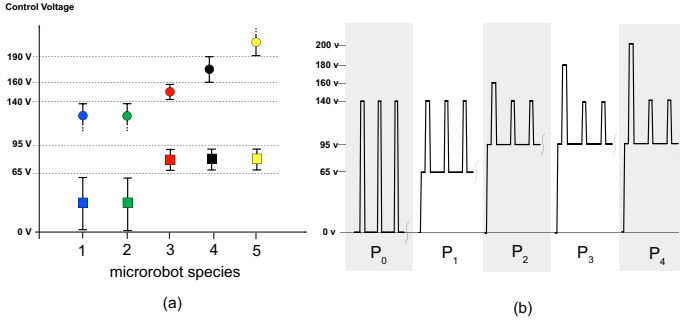 Control Voltage
190 V
160 V
140 V
95 V
65 V
0 V
1 2 3 4 5
microrobot species
(a)
200 v
180 v
160 v
140 v
95 v
65 v
0 v
P0 P1 P2 P3 P4
(b)